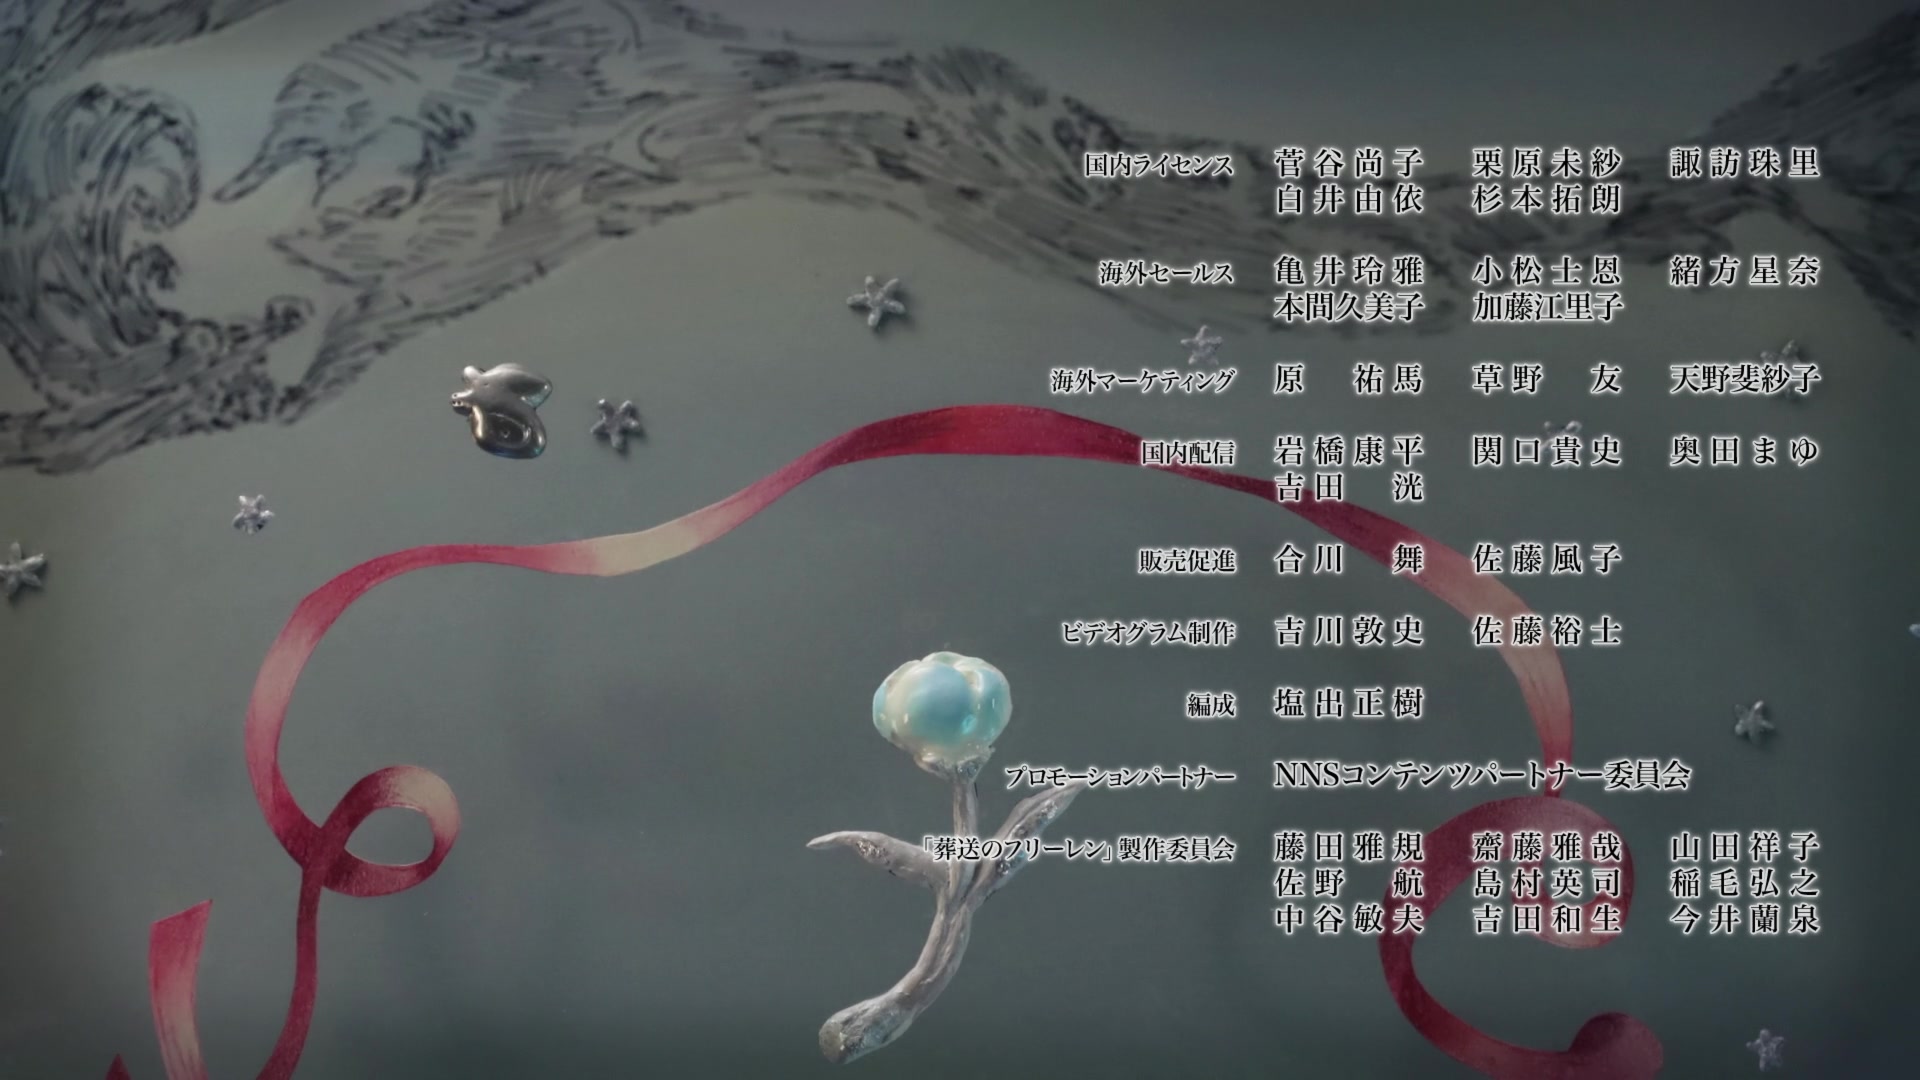 国内ライセンス 菅谷尚子 栗原未紗 諏訪珠里
白井由依 杉本拓朗
海外セールス 亀井玲雅 小松士恩 緒方星奈
本間久美子 加藤江里子
海外マーケティング 原 祐馬 草野 友 天野斐紗子
国内配信 岩橋康平 関口貴史 奥田まゆ
吉田 洸
販売促進 合川 舞 佐藤風子
ビデオグラム制作 吉川敦史 佐藤裕士
編成 塩出正樹
プロモーションパートナー NNSコンテンツパートナー委員会
「葬送のフリーレン」製作委員会 藤田雅規 齋藤雅哉 山田祥子
佐野 航 島村英司 稲毛弘之
中谷敏夫 吉田和生 今井蘭泉